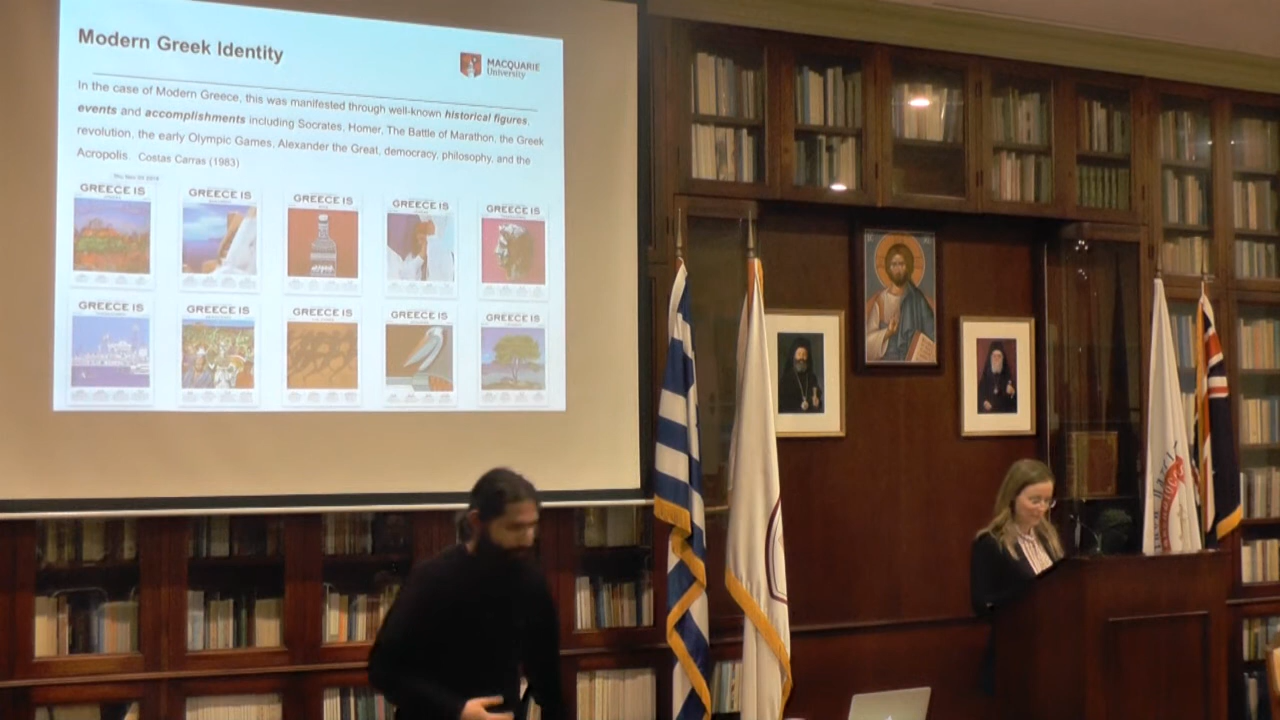 Modern Greek Identity
MACQUARIE
University
In the case of Modern Greece, this was manifested through well-known historical figures,
events and accomplishments including Socrates, Homer, The Battle of Marathon, the Greek
revolution, the early Olympic Games, Alexander the Great, democracy, philosophy, and the
Acropolis. Costas Carras (1983)
GREECE IS
GREECE IS
GREECE IS
GREECE IS
GREECE IS
GREECE IS
GREECE IS
GREECE IS
GREECE IS
GREECE IS